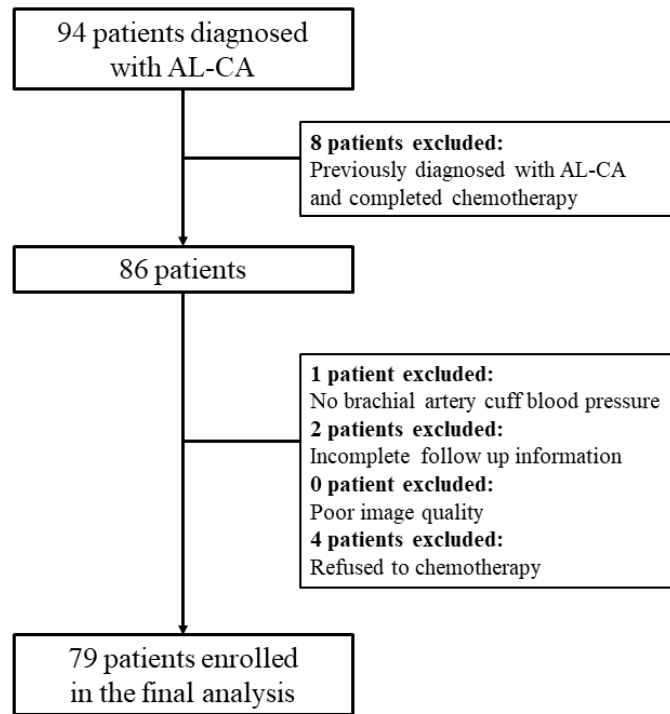 94 patients diagnosed
with AL-CA
8 patients excluded:
Previously diagnosed with AL-CA
and completed chemotherapy
86 patients
1 patient excluded:
No brachial artery cuff blood pressure
2 patients excluded:
Incomplete follow up information
0 patient excluded:
Poor image quality
4 patients excluded:
Refused to chemotherapy
79 patients enrolled
in the final analysis